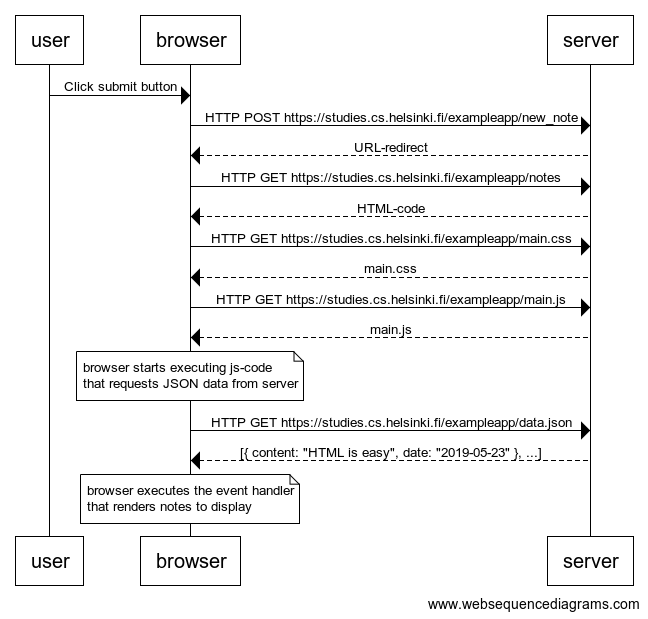 user
browser
server
Click submit button
HTTP POST https://studies.cs.helsinki.fi/exampleapp/new_note
URL-redirect
HTTP GET https://studies.cs.helsinki.fi/exampleapp/notes
HTML-code
HTTP GET https://studies.cs.helsinki.fi/exampleapp/main.css
main.css
HTTP GET https://studies.cs.helsinki.fi/exampleapp/main.js
main.js
browser starts executing js-code
that requests JSON data from server
HTTP GET https://studies.cs.helsinki.fi/exampleapp/data.json
[{ content: "HTML is easy", date: "2019-05-23" }, ...]
browser executes the event handler
that renders notes to display
user
browser
server
www.websequencediagrams.com